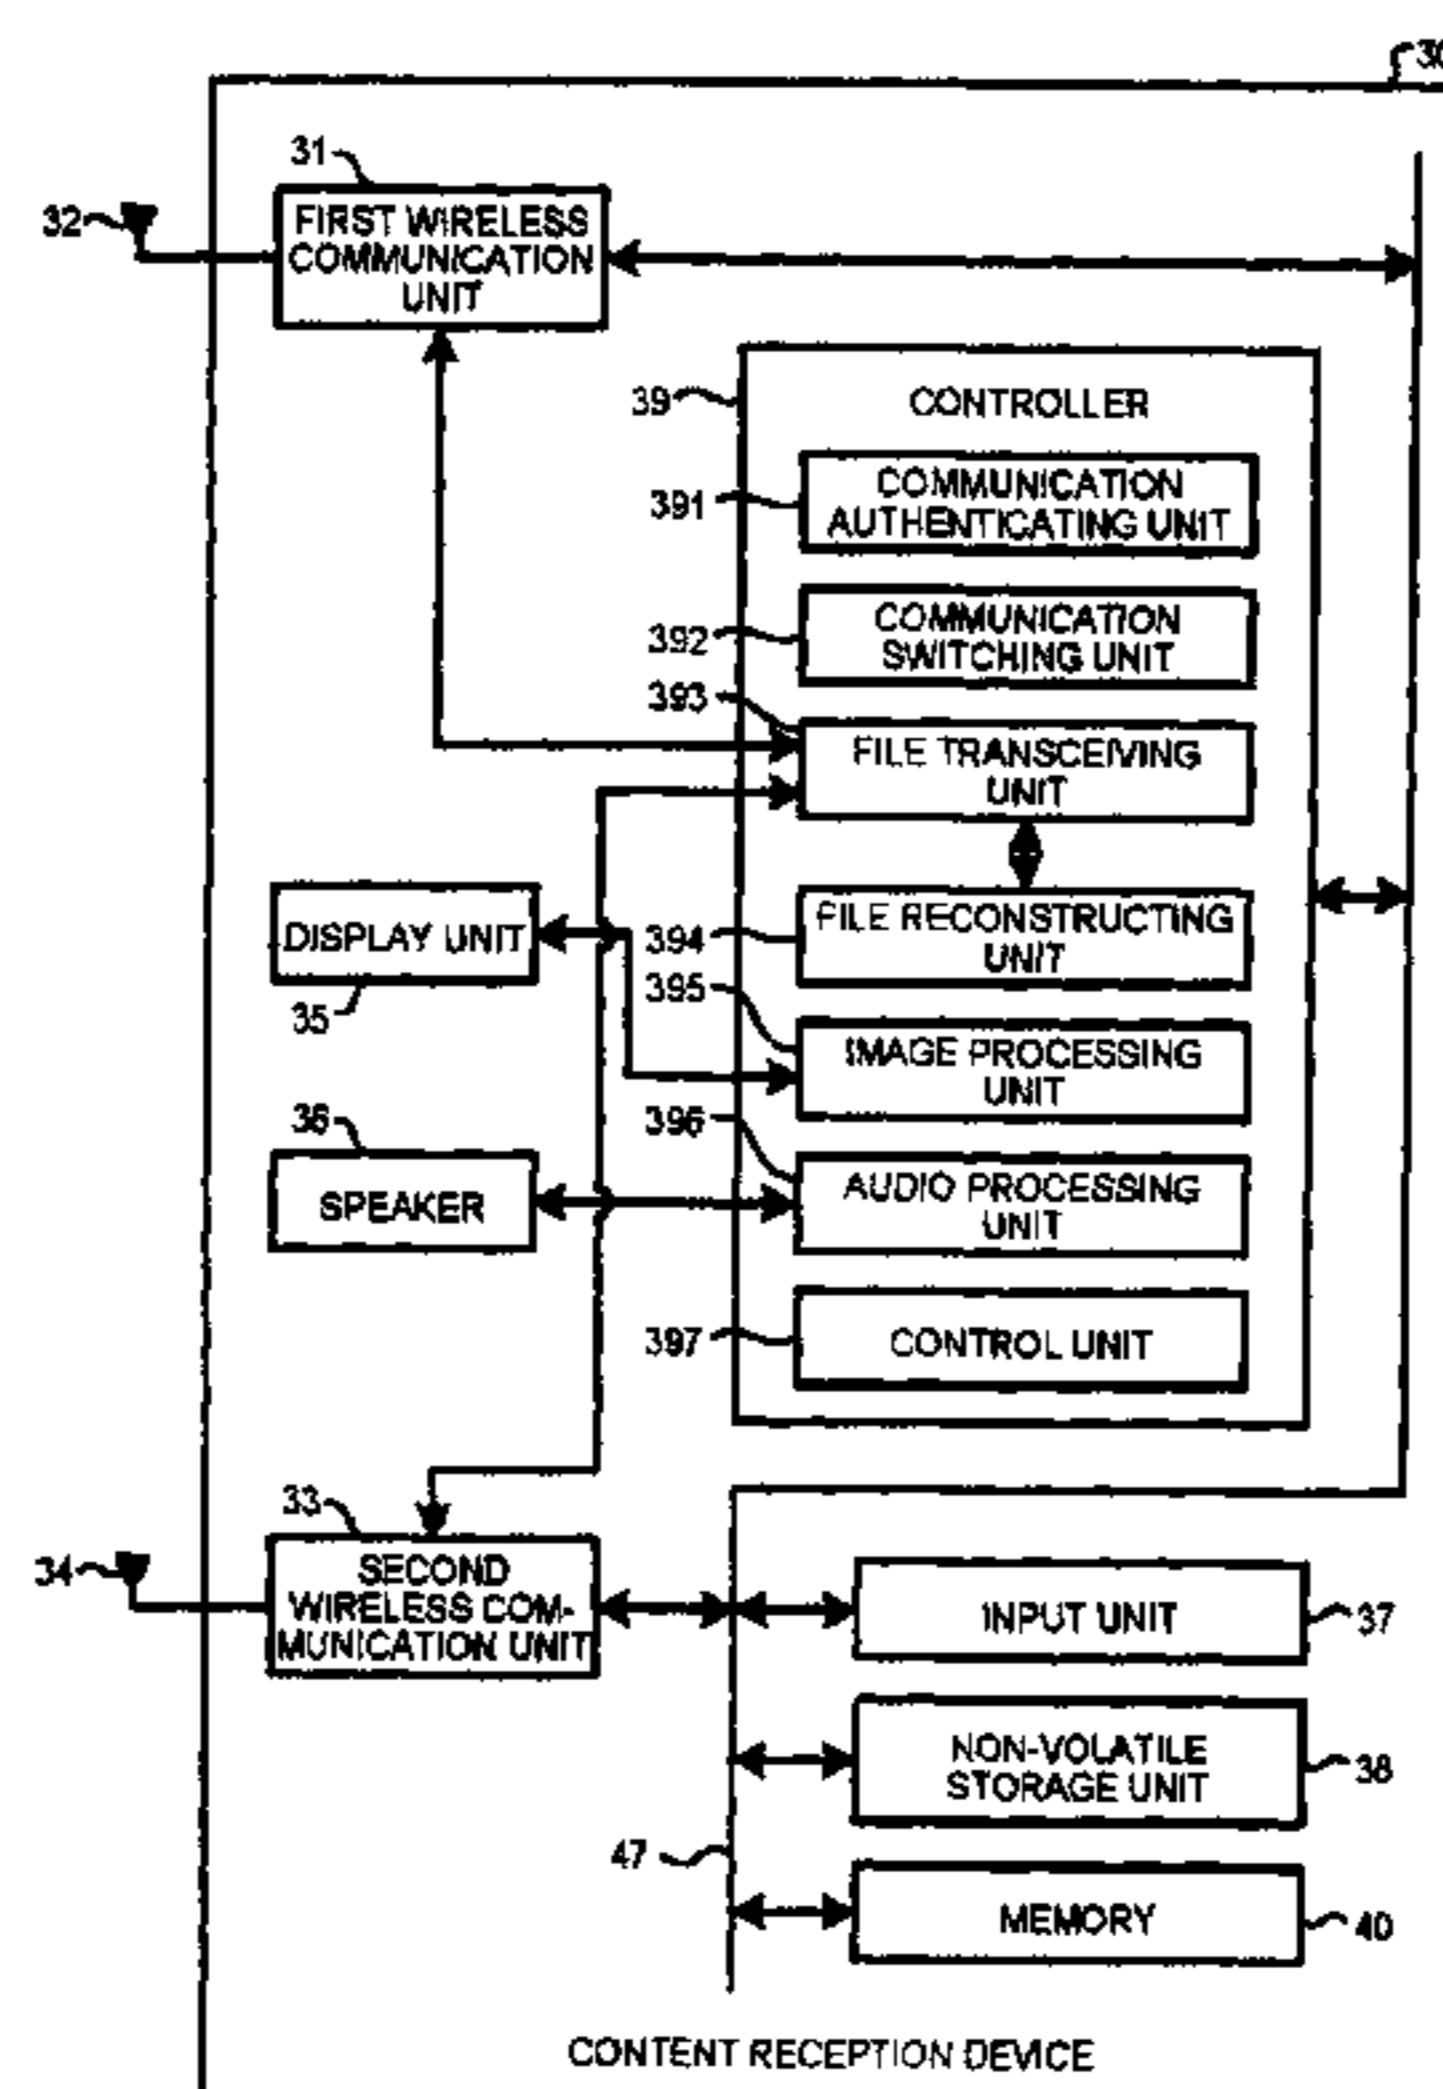 30
31
32
FIRST WIRELESS
COMMUNICATION
UNIT
39
CONTROLLER
391
COMMUNICATION
AUTHENTICATING UNIT
392
COMMUNICATION
SWITCHING UNIT
393
FILE TRANSCEIVING
UNIT
DISPLAY UNIT
35
394
FILE RECONSTRUCTING
UNIT
395
IMAGE PROCESSING
UNIT
36
SPEAKER
396
AUDIO PROCESSING
UNIT
397
CONTROL UNIT
33
34
SECOND
WIRELESS COM-
MUNICATION UNIT
INPUT UNIT
37
NON-VOLATILE
STORAGE UNIT
38
47
MEMORY
40
CONTENT RECEPTION DEVICE